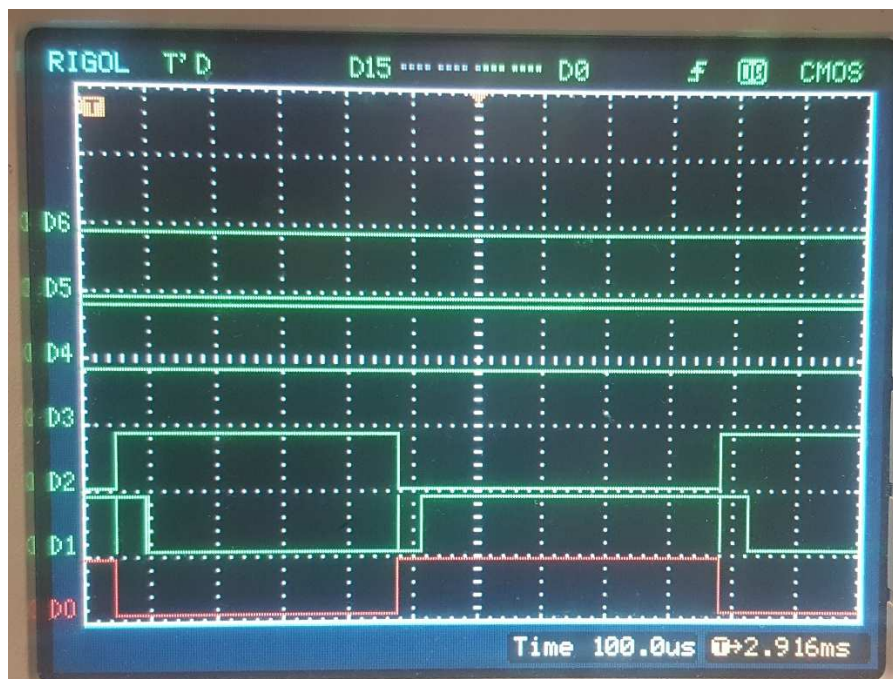 RIGOL T'D D15 D0 CMOS
T
D6
D5
D4
D3
D2
D1
D0
Time 100.0us T→2.916ms